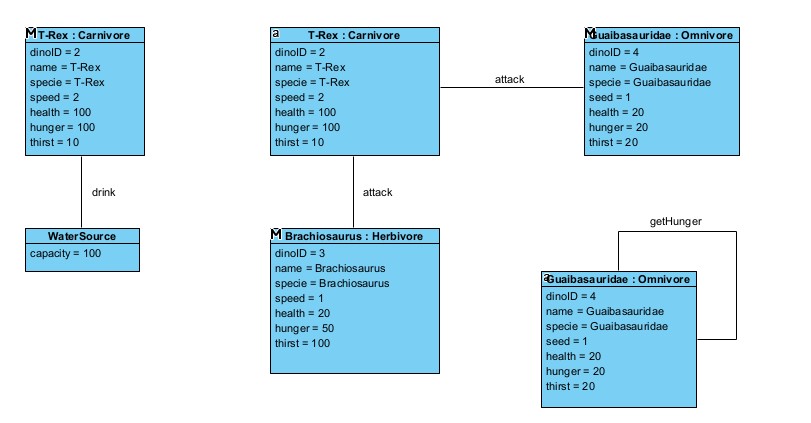 M T-Rex : Carnivore
dinoID = 2
name = T-Rex
specie = T-Rex
speed = 2
health = 100
hunger = 100
thirst = 10
drink
WaterSource
capacity = 100
a T-Rex : Carnivore
dinoID = 2
name = T-Rex
specie = T-Rex
speed = 2
health = 100
hunger = 100
thirst = 10
attack
attack
M Guaibasauridae : Omnivore
dinoID = 4
name = Guaibasauridae
specie = Guaibasauridae
seed = 1
health = 20
hunger = 20
thirst = 20
M Brachiosaurus : Herbivore
dinoID = 3
name = Brachiosaurus
specie = Brachiosaurus
speed = 1
health = 20
hunger = 50
thirst = 100
getHunger
a Guaibasauridae : Omnivore
dinoID = 4
name = Guaibasauridae
specie = Guaibasauridae
seed = 1
health = 20
hunger = 20
thirst = 20